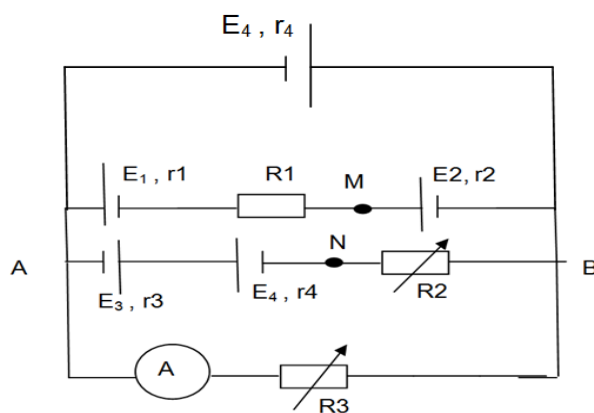 E₄ , r₄
E₁ , r1
R1
M
E2, r2
A
N
B
E₃ , r3
E₄ , r4
R2
A
R3